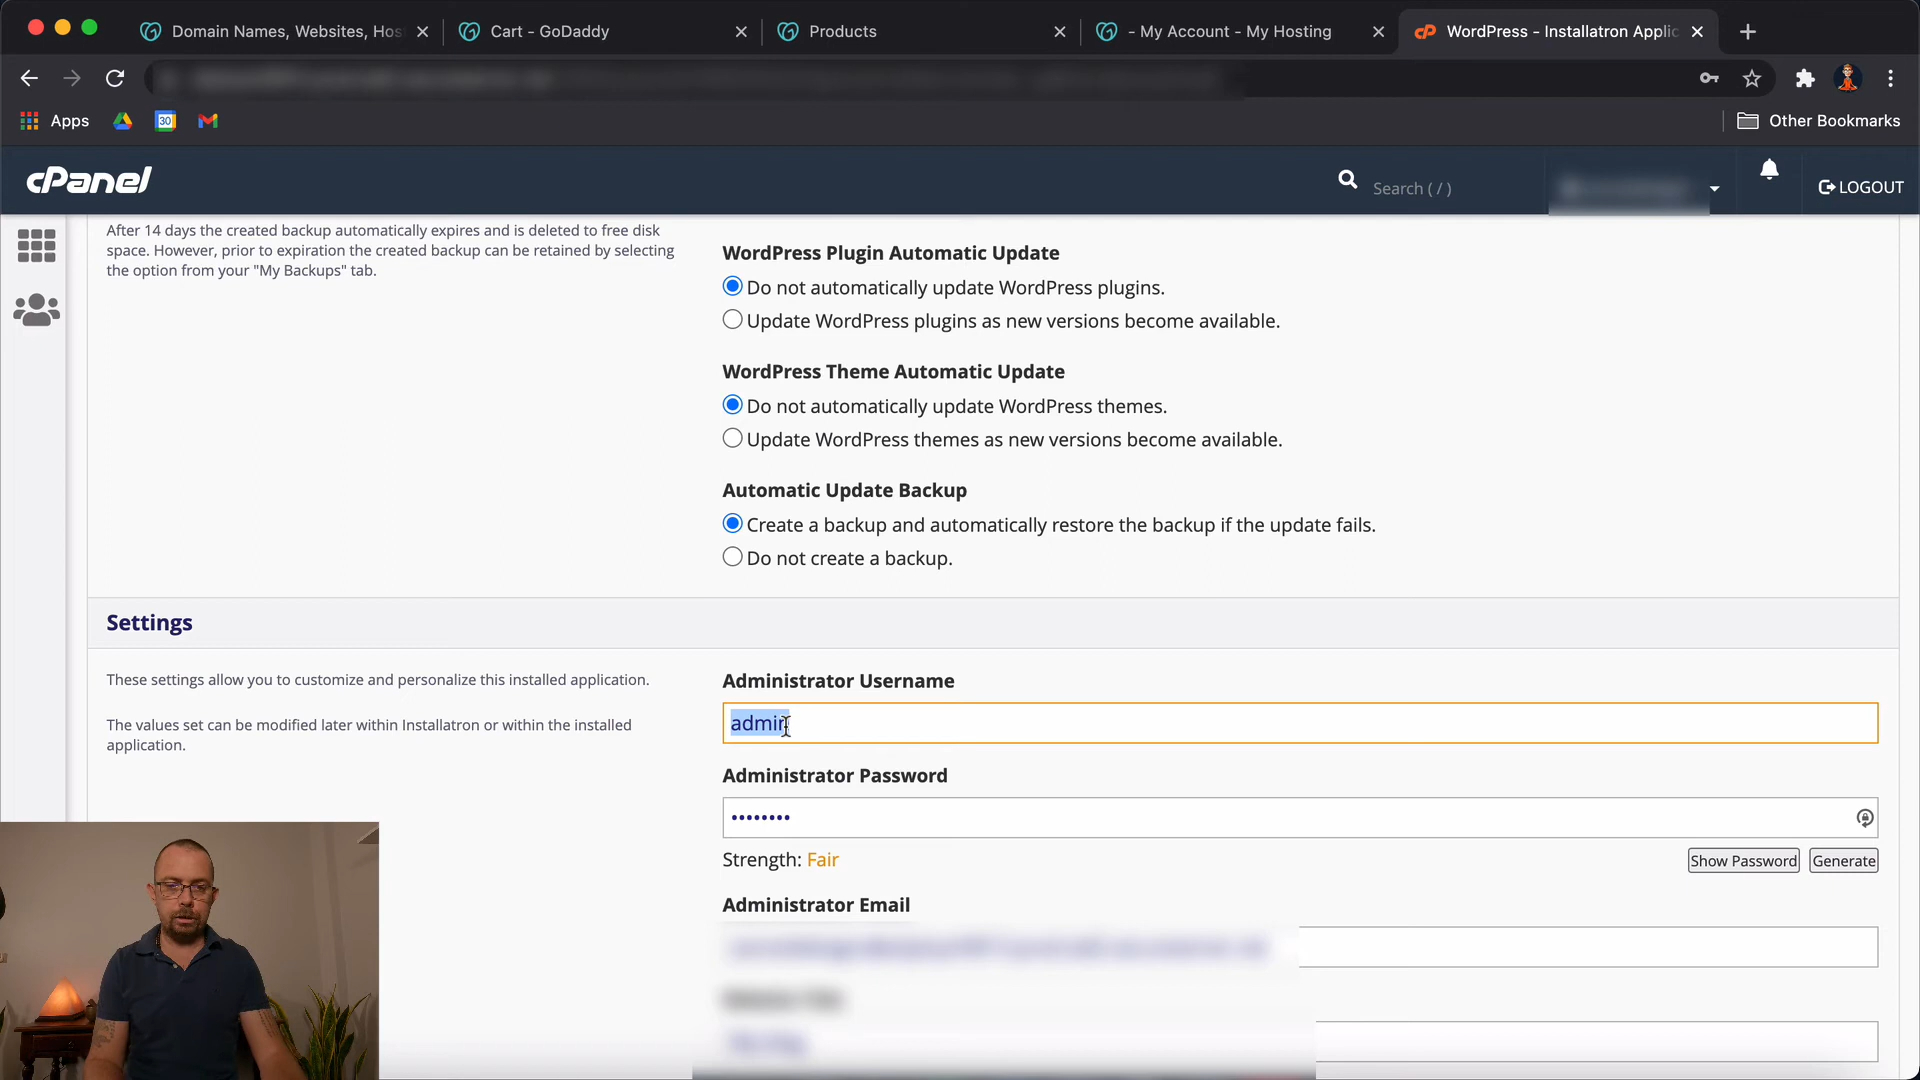 Domain Names, Websites, Hos
Cart - GoDaddy
Products
- My Account - My Hosting
WordPress - Installatron Applic
Apps
30
Other Bookmarks
cPanel
Search ( / )
LOGOUT
After 14 days the created backup automatically expires and is deleted to free disk
space. However, prior to expiration the created backup can be retained by selecting
the option from your "My Backups" tab.
WordPress Plugin Automatic Update
Do not automatically update WordPress plugins.
Update WordPress plugins as new versions become available.
WordPress Theme Automatic Update
Do not automatically update WordPress themes.
Update WordPress themes as new versions become available.
Automatic Update Backup
Create a backup and automatically restore the backup if the update fails.
Do not create a backup.
Settings
These settings allow you to customize and personalize this installed application.
The values set can be modified later within Installatron or within the installed
application.
Administrator Username
admin
Administrator Password
••••••••
Strength: Fair
Show Password
Generate
Administrator Email